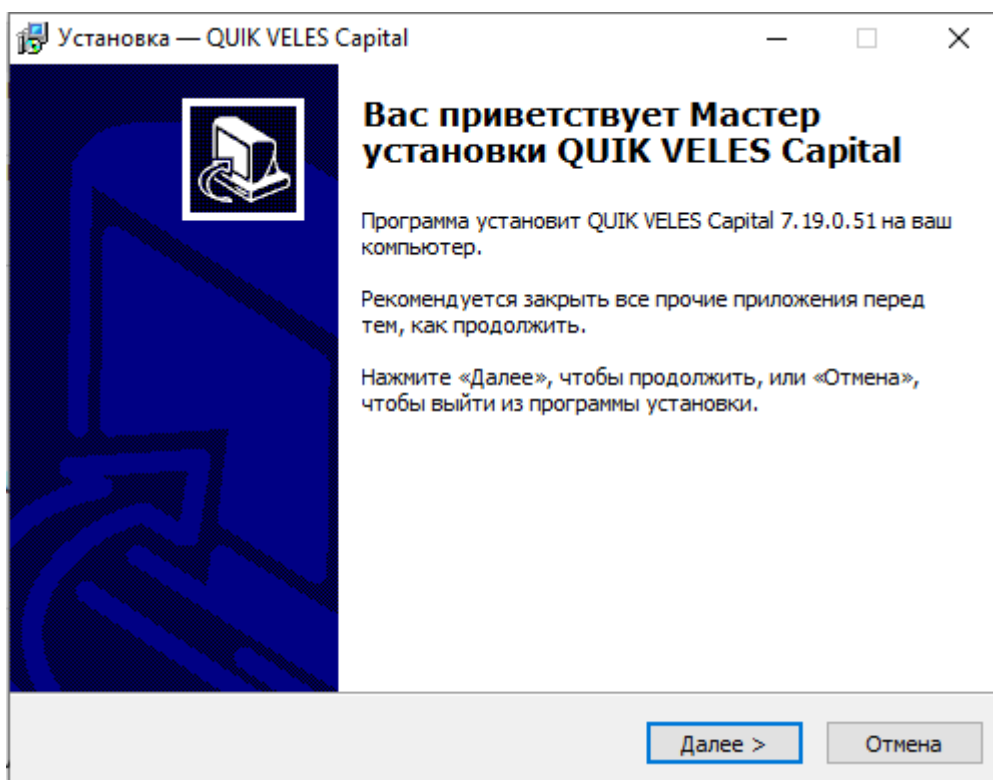 Установка — QUIK VELES Capital
Вас приветствует Мастер
установки QUIK VELES Capital
Программа установит QUIK VELES Capital 7.19.0.51 на ваш
компьютер.
Рекомендуется закрыть все прочие приложения перед
тем, как продолжить.
Нажмите «Далее», чтобы продолжить, или «Отмена»,
чтобы выйти из программы установки.
Далее >
Отмена